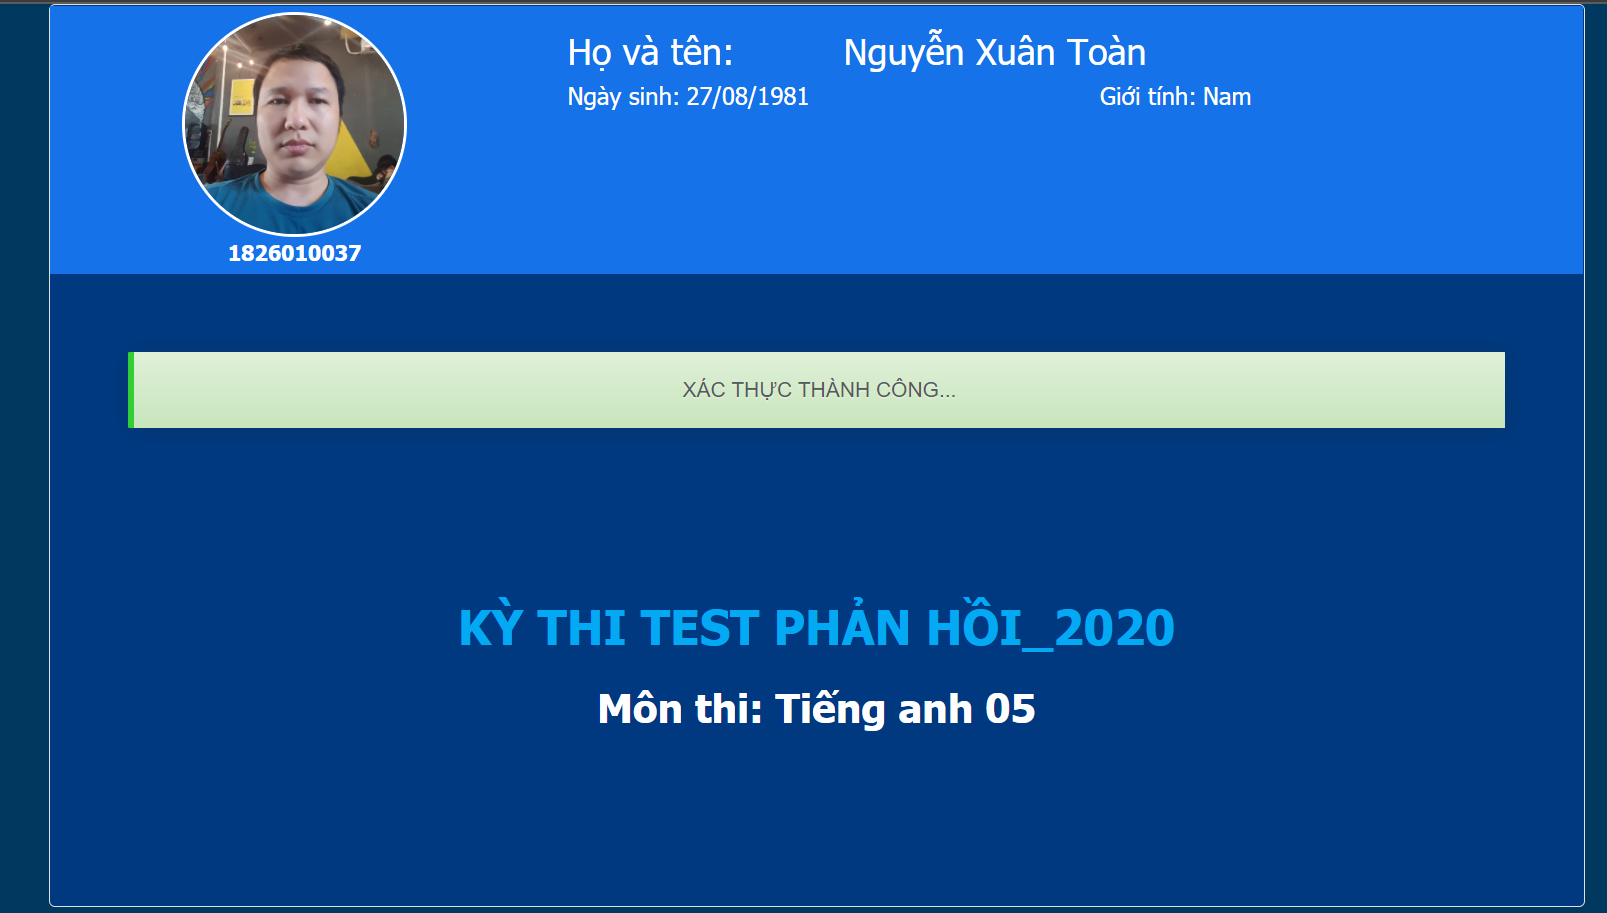 Họ và tên: Nguyễn Xuân Toàn
Ngày sinh: 27/08/1981 Giới tính: Nam
1826010037
XÁC THỰC THÀNH CÔNG...
KỲ THI TEST PHẢN HỒI_2020
Môn thi: Tiếng anh 05